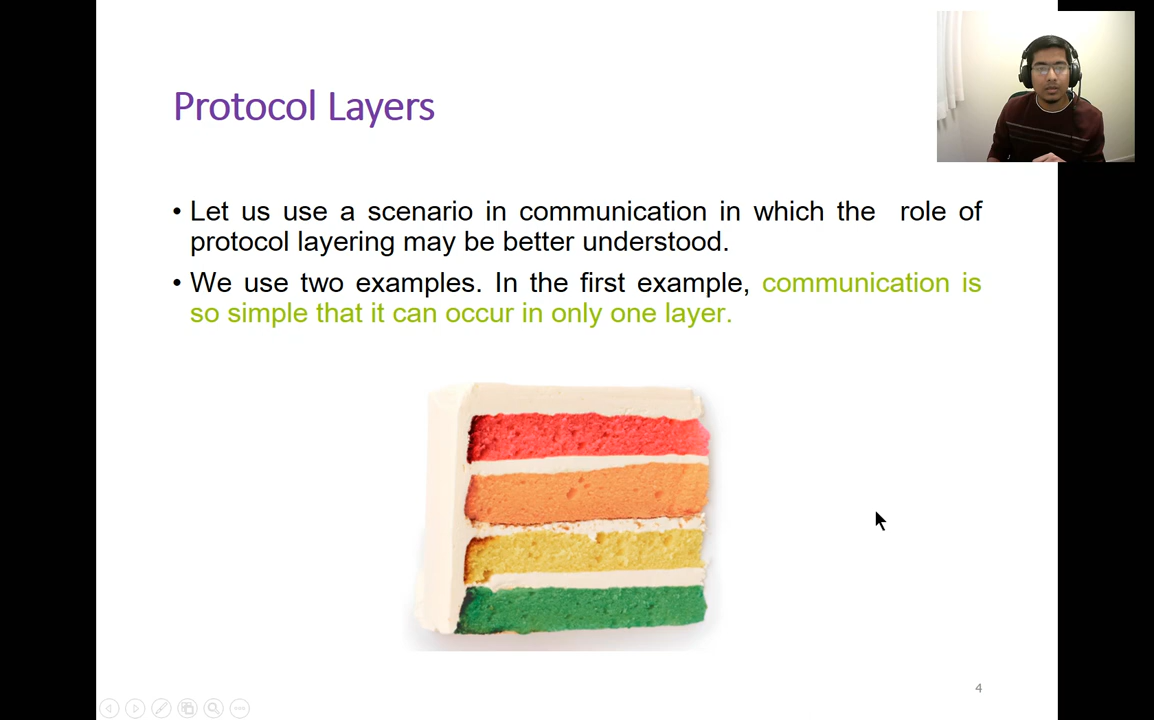 Protocol Layers
• Let us use a scenario in communication in which the role of
protocol layering may be better understood.
• We use two examples. In the first example, communication is
so simple that it can occur in only one layer.
4